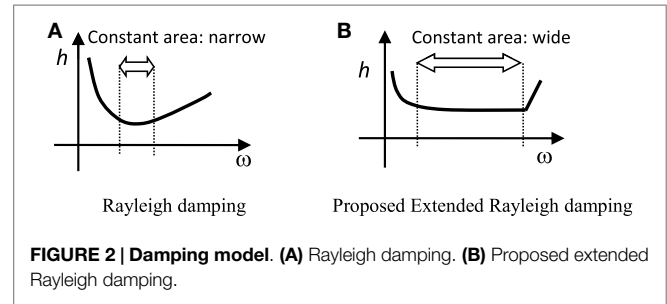 A
Constant area: narrow
h
ω
Rayleigh damping
B
Constant area: wide
h
ω
Proposed Extended Rayleigh damping
FIGURE 2 | Damping model. (A) Rayleigh damping. (B) Proposed extended
Rayleigh damping.